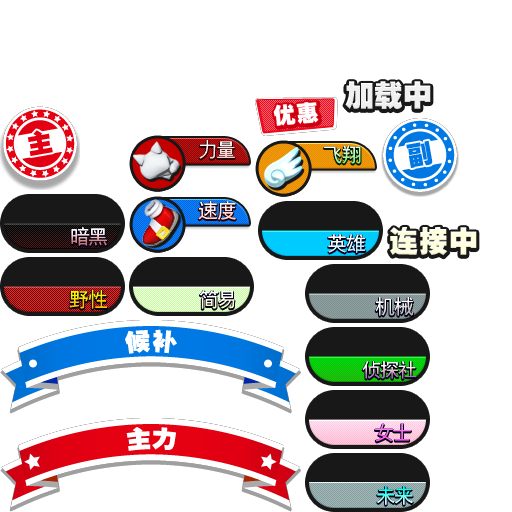 加载中
优惠
主
力量
飞翔
副
暗黑
速度
英雄
连接中
野性
简易
机械
候补
侦探社
女士
主力
未来